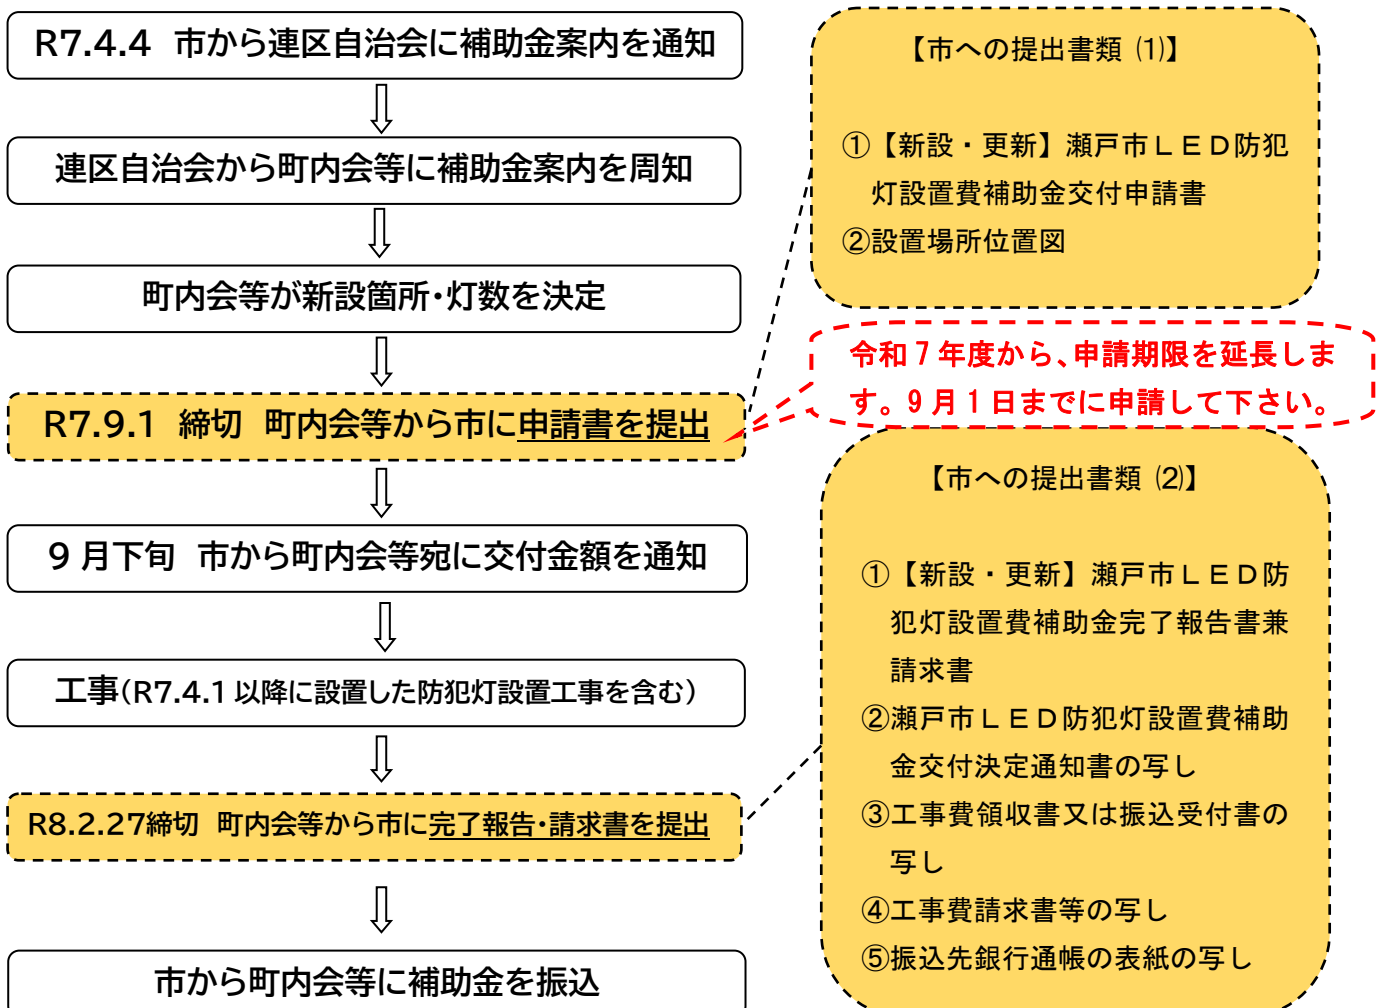 R7.4.4 市から連区自治会に補助金案内を通知
連区自治会から町内会等に補助金案内を周知
町内会等が新設箇所・灯数を決定
R7.9.1 締切 町内会等から市に申請書を提出
9月下旬 市から町内会等宛に交付金額を通知
工事(R7.4.1以降に設置した防犯灯設置工事を含む)
R8.2.27締切 町内会等から市に完了報告・請求書を提出
市から町内会等に補助金を振込
【市への提出書類 ⑴】
①【新設・更新】瀬戸市ＬＥＤ防犯
灯設置費補助金交付申請書
②設置場所位置図
令和7年度から、申請期限を延長しま
す。9月1日までに申請して下さい。
【市への提出書類 ⑵】
①【新設・更新】瀬戸市ＬＥＤ防
犯灯設置費補助金完了報告書兼
請求書
②瀬戸市ＬＥＤ防犯灯設置費補助
金交付決定通知書の写し
③工事費領収書又は振込受付書の
写し
④工事費請求書等の写し
⑤振込先銀行通帳の表紙の写し